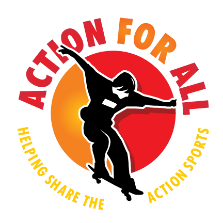 ACTION FOR ALL
HELPING SHARE THE ACTION SPORTS